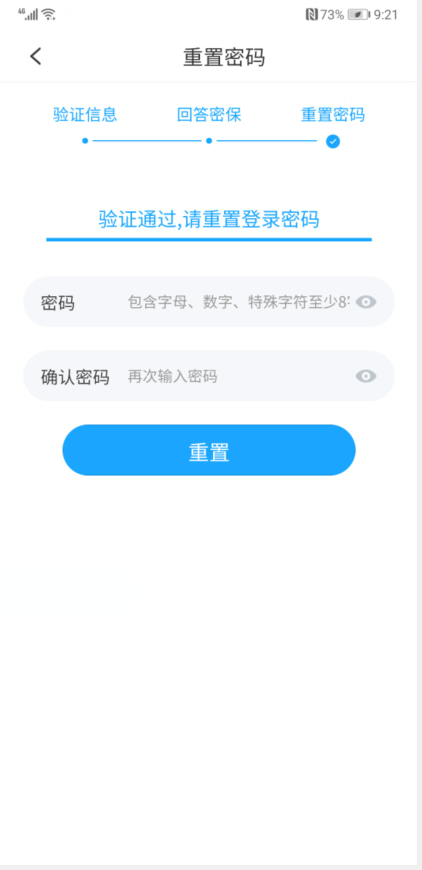 4G 73% 9:21
重置密码
验证信息 回答密保 重置密码
验证通过,请重置登录密码
密码 包含字母、数字、特殊字符至少8
确认密码 再次输入密码
重置